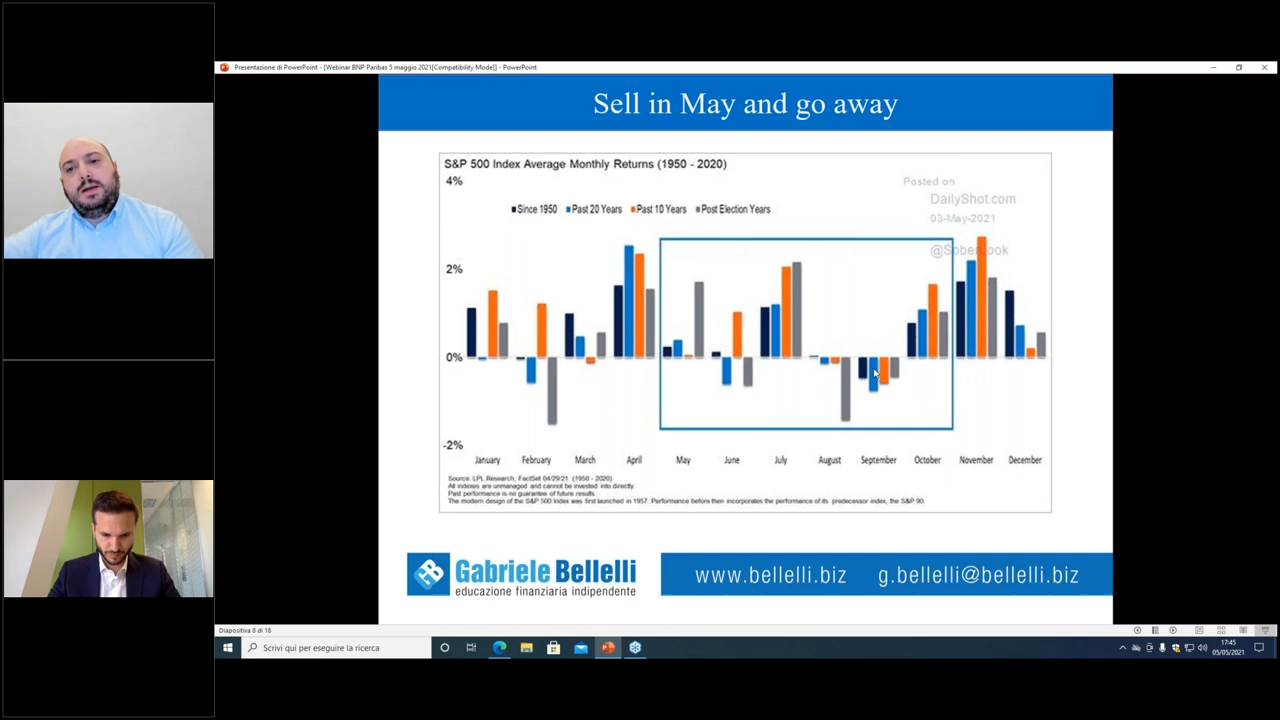 Presentazione di PowerPoint - [Webinar BNP Paribas 5 maggio 2021[Compatibility Mode]] - PowerPoint
Sell in May and go away
S&P 500 Index Average Monthly Returns (1950 - 2020)
Posted on
DailyShot.com
03-May-2021
@SoberLook
4%
Since 1950 Past 20 Years Past 10 Years Post Election Years
2%
0%
-2%
January February March April May June July August September October November December
Source: LPL Research, FactSet 04/29/21 (1950 - 2020)
All indexes are unmanaged and cannot be invested into directly.
Past performance is no guarantee of future results.
The modern design of the S&P 500 Index was first launched in 1957. Performance before then incorporates the performance of its predecessor index, the S&P 90.
Gabriele Bellelli
educazione finanziaria indipendente
www.bellelli.biz g.bellelli@bellelli.biz
Diapositiva 8 di 18
Scrivi qui per eseguire la ricerca
17:45
05/05/2021